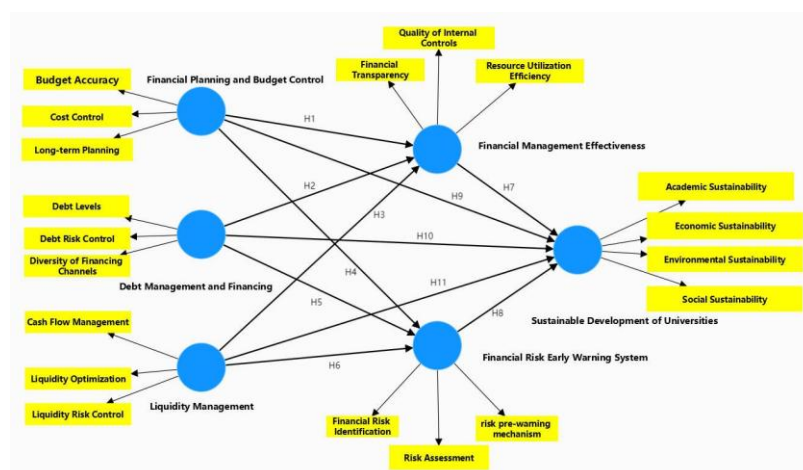 Quality of Internal
Controls
Financial
Transparency
Resource Utilization
Efficiency
Budget Accuracy
Financial Planning and Budget Control
Cost Control
Long-term Planning
H1
Financial Management Effectiveness
H2
H9
H7
H3
Academic Sustainability
Debt Levels
Debt Risk Control
Diversity of Financing
Channels
H10
Economic Sustainability
Environmental Sustainability
Social Sustainability
H4
H11
Debt Management and Financing
H5
H8
Sustainable Development of Universities
Cash Flow Management
Liquidity Optimization
Liquidity Risk Control
H6
Financial Risk Early Warning System
Liquidity Management
Financial Risk
Identification
risk pre-warning
mechanism
Risk Assessment